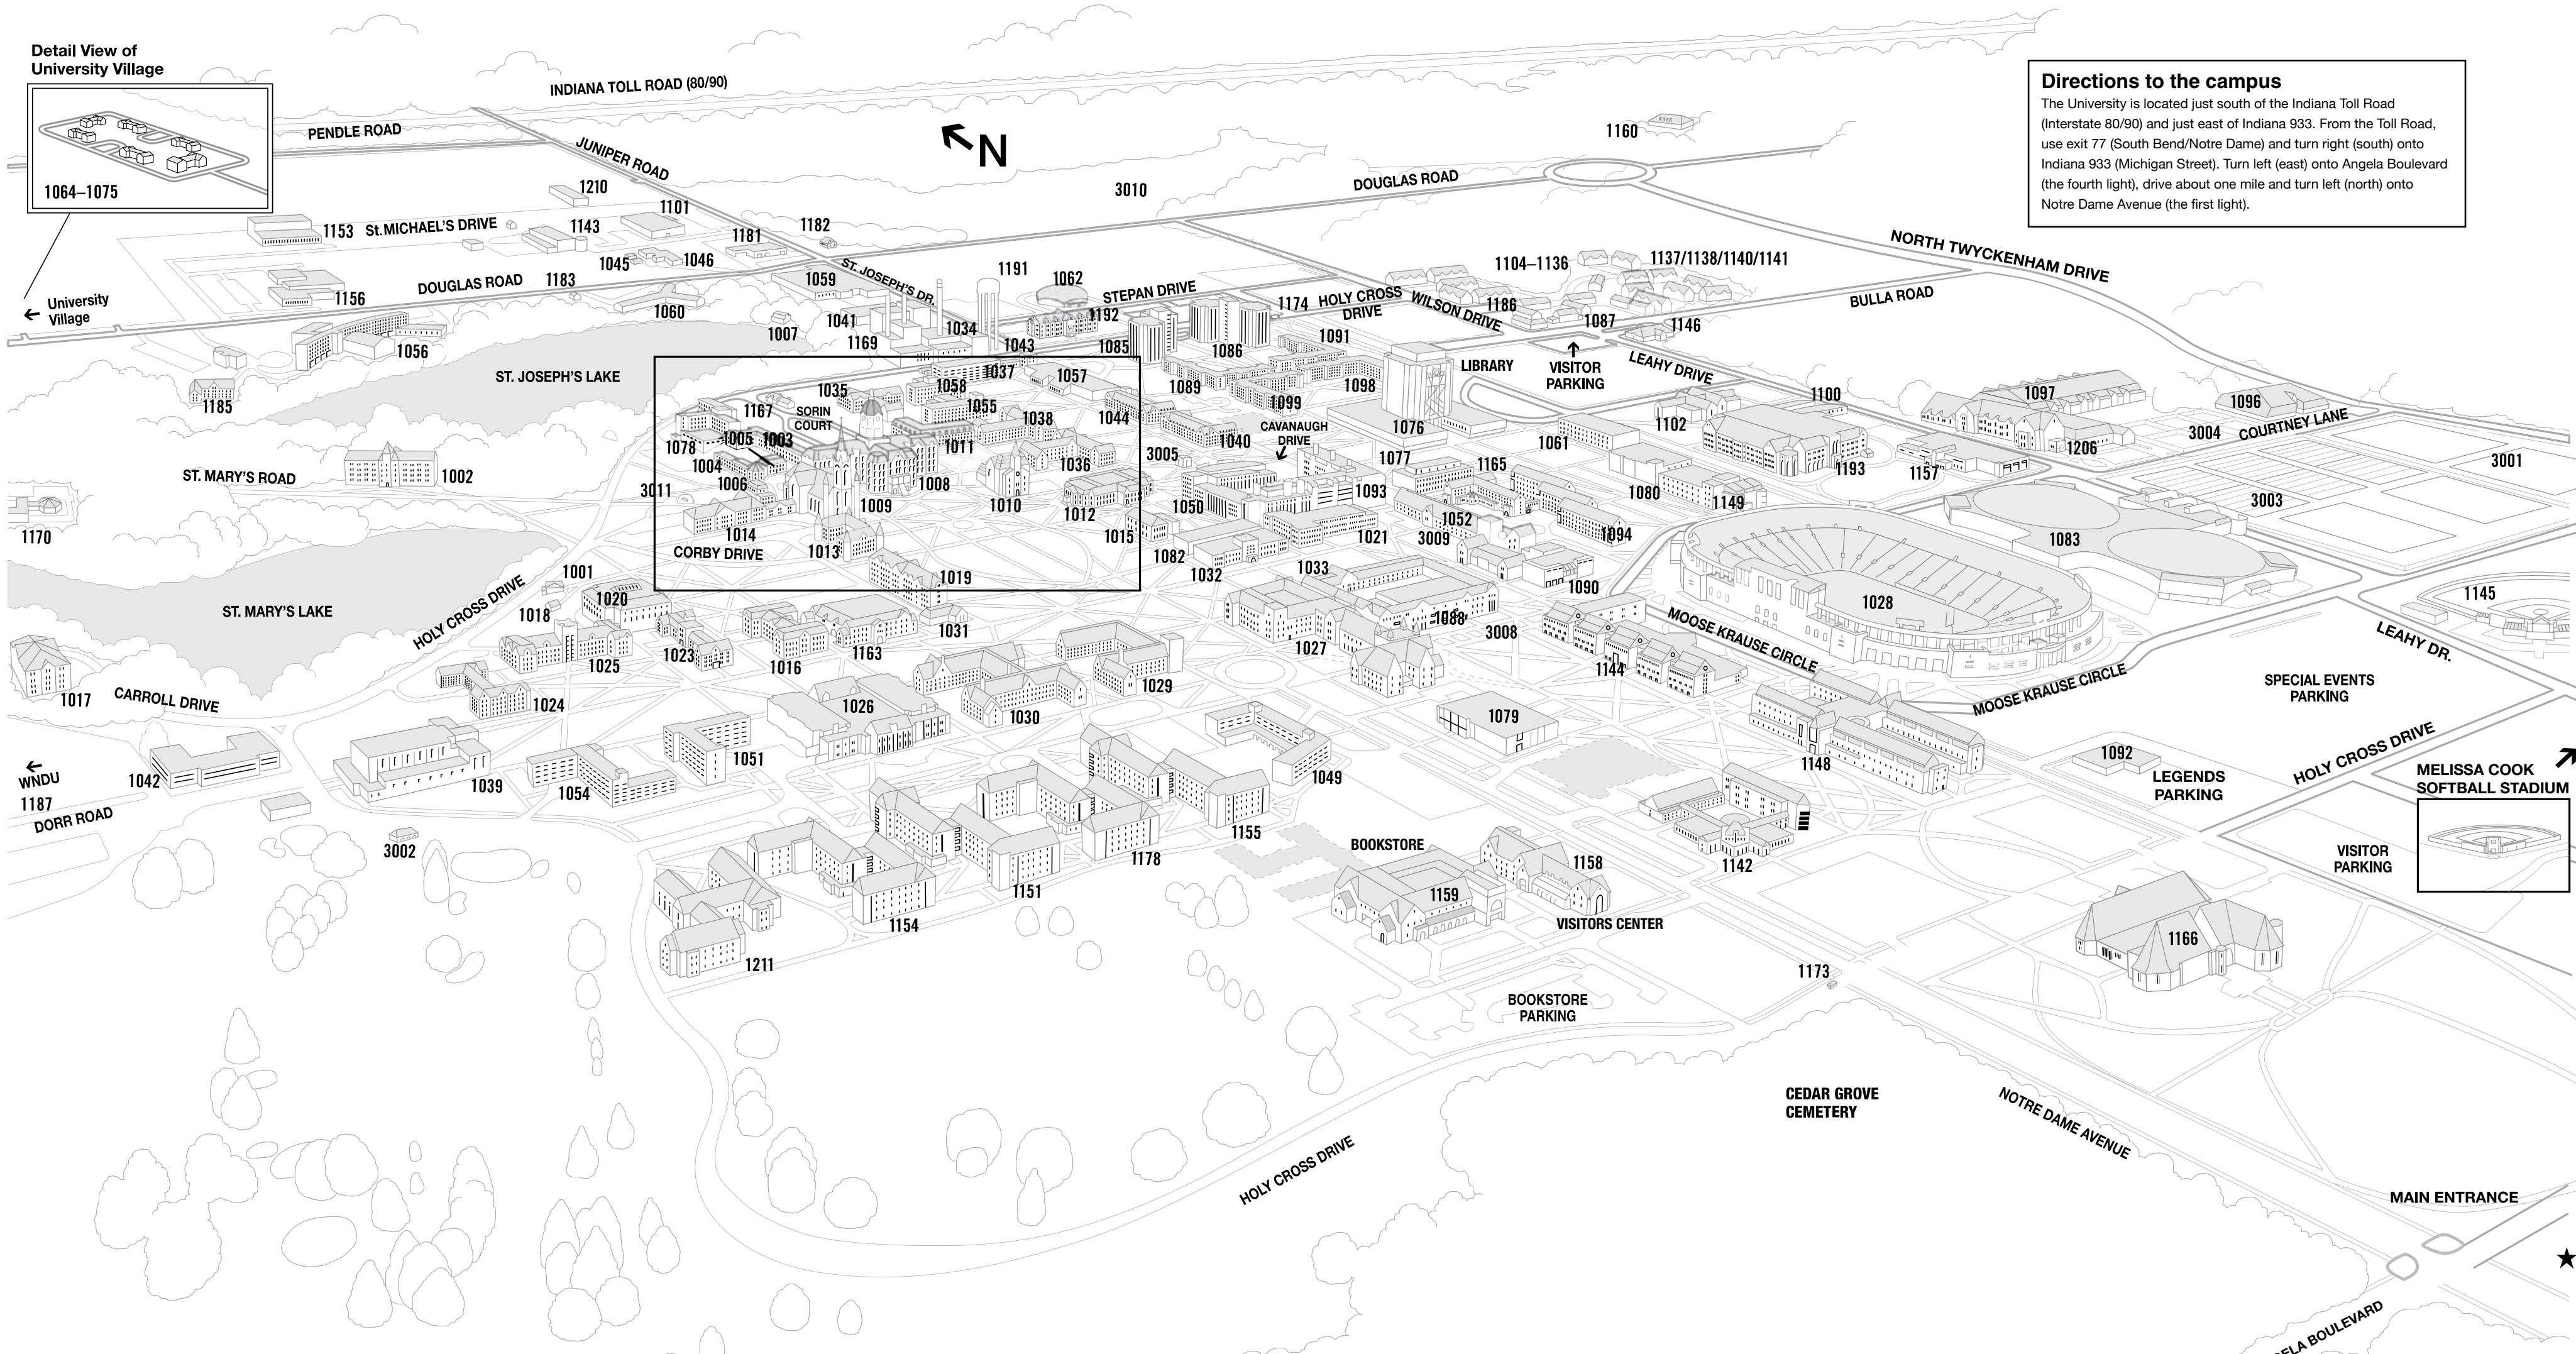 Detail View of
University Village
1064–1075
INDIANA TOLL ROAD (80/90)
PENDLE ROAD
JUNIPER ROAD
N
Directions to the campus
The University is located just south of the Indiana Toll Road
(Interstate 80/90) and just east of Indiana 933. From the Toll Road,
use exit 77 (South Bend/Notre Dame) and turn right (south) onto
Indiana 933 (Michigan Street). Turn left (east) onto Angela Boulevard
(the fourth light), drive about one mile and turn left (north) onto
Notre Dame Avenue (the first light).
1160
DOUGLAS ROAD
3010
1210
1101
1153
St.MICHAEL'S DRIVE
1143
1182
1181
1045
1046
NORTH TWYCKENHAM DRIVE
1104–1136
1137/1138/1140/1141
University
Village
1156
DOUGLAS ROAD
1183
1060
1059
ST. JOSEPH'S DR.
1191
1062
STEPAN DRIVE
1192
1174
HOLY CROSS
DRIVE
WILSON DRIVE
1186
1087
BULLA ROAD
1146
1007
1041
1034
1169
1043
1085
1086
1091
1056
ST. JOSEPH'S LAKE
1185
1035
1037
1058
1057
1089
1098
1099
LIBRARY
VISITOR
PARKING
LEAHY DRIVE
1100
1097
1096
COURTNEY LANE
3004
1206
1167
SORIN
COURT
1055
1038
1044
1040
CAVANAUGH
DRIVE
1076
1061
1102
1078
1005
1003
1011
1004
1006
1036
3005
1077
1165
1193
1157
3001
3003
ST. MARY'S ROAD
1002
3011
1008
1009
1010
1012
1050
1093
1080
1149
1170
1014
CORBY DRIVE
1013
1015
1082
1032
1021
1052
3009
1094
1083
1001
1019
1033
1090
1028
1145
ST. MARY'S LAKE
HOLY CROSS DRIVE
1018
1020
1031
1088
3008
MOOSE KRAUSE CIRCLE
LEAHY DR.
1025
1023
1016
1163
1027
1144
MOOSE KRAUSE CIRCLE
SPECIAL EVENTS
PARKING
1017
CARROLL DRIVE
1024
1026
1030
1029
1079
1092
LEGENDS
PARKING
HOLY CROSS DRIVE
WNDU
1187
DORR ROAD
1042
1039
1054
1051
1049
1148
MELISSA COOK
SOFTBALL STADIUM
3002
1155
1178
1151
1154
1211
BOOKSTORE
1158
1159
1142
VISITORS CENTER
VISITOR
PARKING
1166
1173
BOOKSTORE
PARKING
CEDAR GROVE
CEMETERY
NOTRE DAME AVENUE
HOLY CROSS DRIVE
MAIN ENTRANCE
ELA BOULEVARD